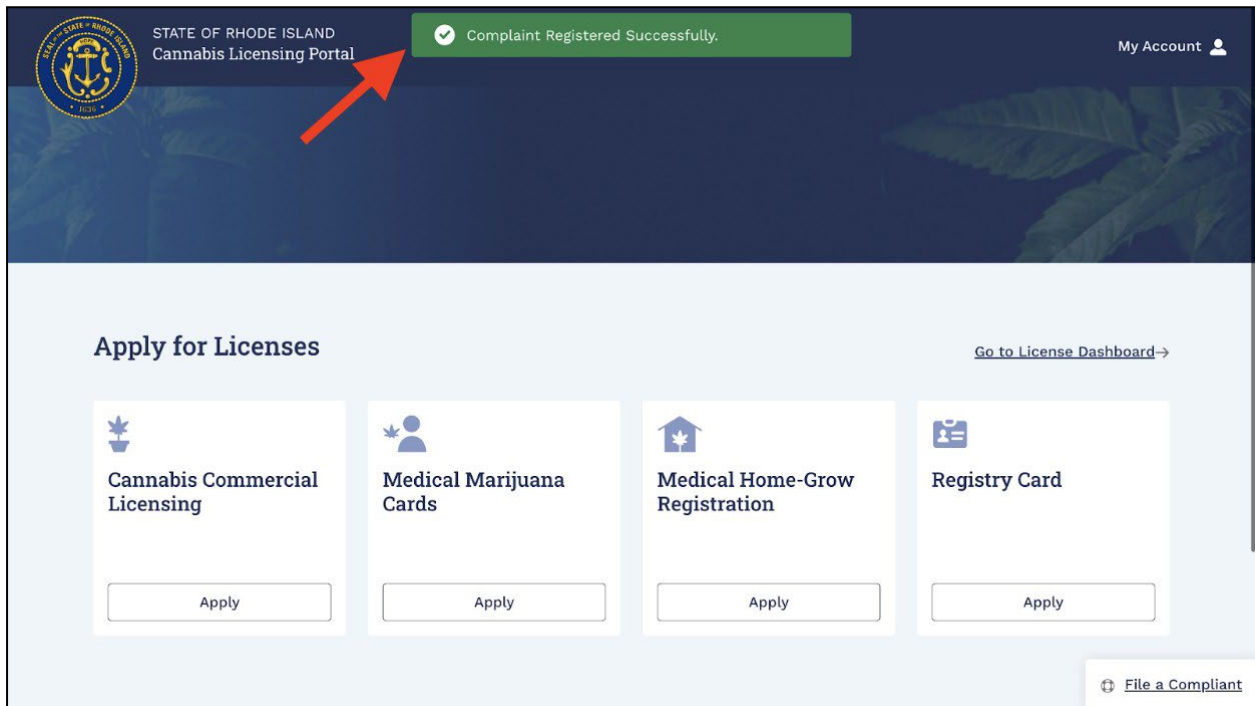 STATE OF RHODE ISLAND
Cannabis Licensing Portal
Complaint Registered Successfully.
My Account
1636
Apply for Licenses
Go to License Dashboard→
Cannabis Commercial
Licensing
Medical Marijuana
Cards
Medical Home-Grow
Registration
Registry Card
Apply
Apply
Apply
Apply
File a Compliant